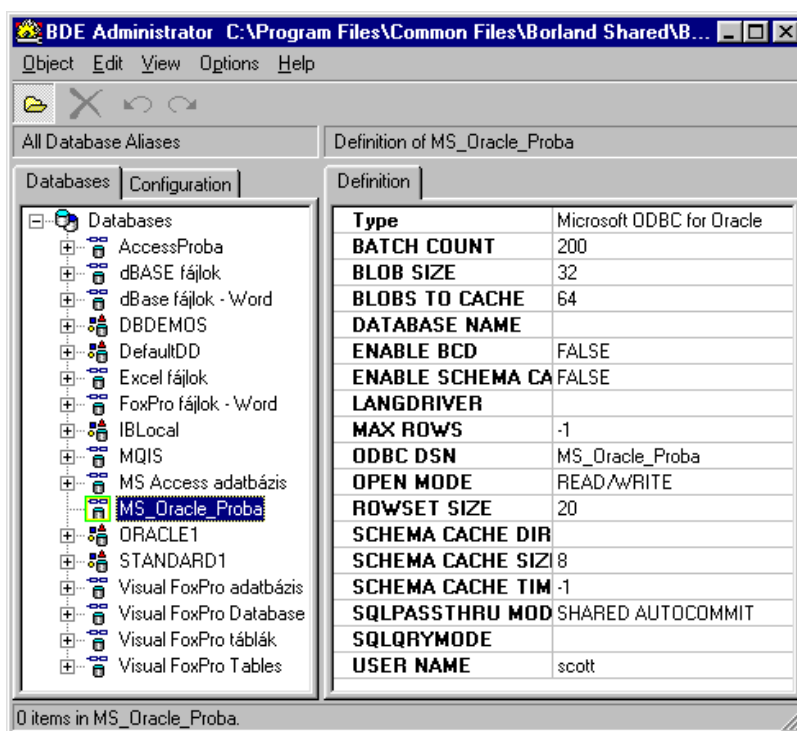 BDE Administrator C:\Program Files\Common Files\Borland Shared\B...
Object Edit View Options Help
All Database Aliases
Definition of MS_Oracle_Proba
Databases Configuration
Definition
Databases
AccessProba
dBASE fájlok
dBase fájlok - Word
DBDEMOS
DefaultDD
Excel fájlok
FoxPro fájlok - Word
IBLocal
MQIS
MS Access adatbázis
MS_Oracle_Proba
ORACLE1
STANDARD1
Visual FoxPro adatbázis
Visual FoxPro Database
Visual FoxPro táblák
Visual FoxPro Tables
Type Microsoft ODBC for Oracle
BATCH COUNT 200
BLOB SIZE 32
BLOBS TO CACHE 64
DATABASE NAME
ENABLE BCD FALSE
ENABLE SCHEMA CA FALSE
LANGDRIVER
MAX ROWS -1
ODBC DSN MS_Oracle_Proba
OPEN MODE READ/WRITE
ROWSET SIZE 20
SCHEMA CACHE DIR
SCHEMA CACHE SIZ 8
SCHEMA CACHE TIM -1
SQLPASSTHRU MOD SHARED AUTOCOMMIT
SQLQRYMODE
USER NAME scott
0 items in MS_Oracle_Proba.